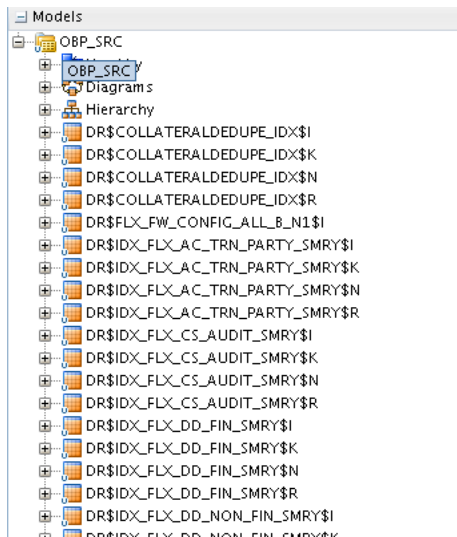 Models
OBP_SRC
OBP_SRC
Diagrams
Hierarchy
DR$COLLATERALDEDUPE_IDX$I
DR$COLLATERALDEDUPE_IDX$K
DR$COLLATERALDEDUPE_IDX$N
DR$COLLATERALDEDUPE_IDX$R
DR$FLX_FW_CONFIG_ALL_B_N1$I
DR$IDX_FLX_AC_TRN_PARTY_SMRY$I
DR$IDX_FLX_AC_TRN_PARTY_SMRY$K
DR$IDX_FLX_AC_TRN_PARTY_SMRY$N
DR$IDX_FLX_AC_TRN_PARTY_SMRY$R
DR$IDX_FLX_CS_AUDIT_SMRY$I
DR$IDX_FLX_CS_AUDIT_SMRY$K
DR$IDX_FLX_CS_AUDIT_SMRY$N
DR$IDX_FLX_CS_AUDIT_SMRY$R
DR$IDX_FLX_DD_FIN_SMRY$I
DR$IDX_FLX_DD_FIN_SMRY$K
DR$IDX_FLX_DD_FIN_SMRY$N
DR$IDX_FLX_DD_FIN_SMRY$R
DR$IDX_FLX_DD_NON_FIN_SMRY$I
DR$IDX_FLX_DD_NON_FIN_SMRY$K